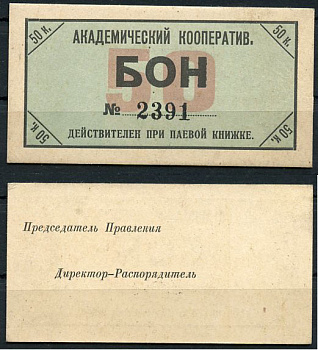 50 К. АКАДЕМИЧЕСКИЙ КООПЕРАТИВ. 50 К.
50
БОН
№ 2391
50 К. ДЕЙСТВИТЕЛЕН ПРИ ПАЕВОЙ КНИЖКЕ. 50 К.
Председатель Правления
Директор-Распорядитель